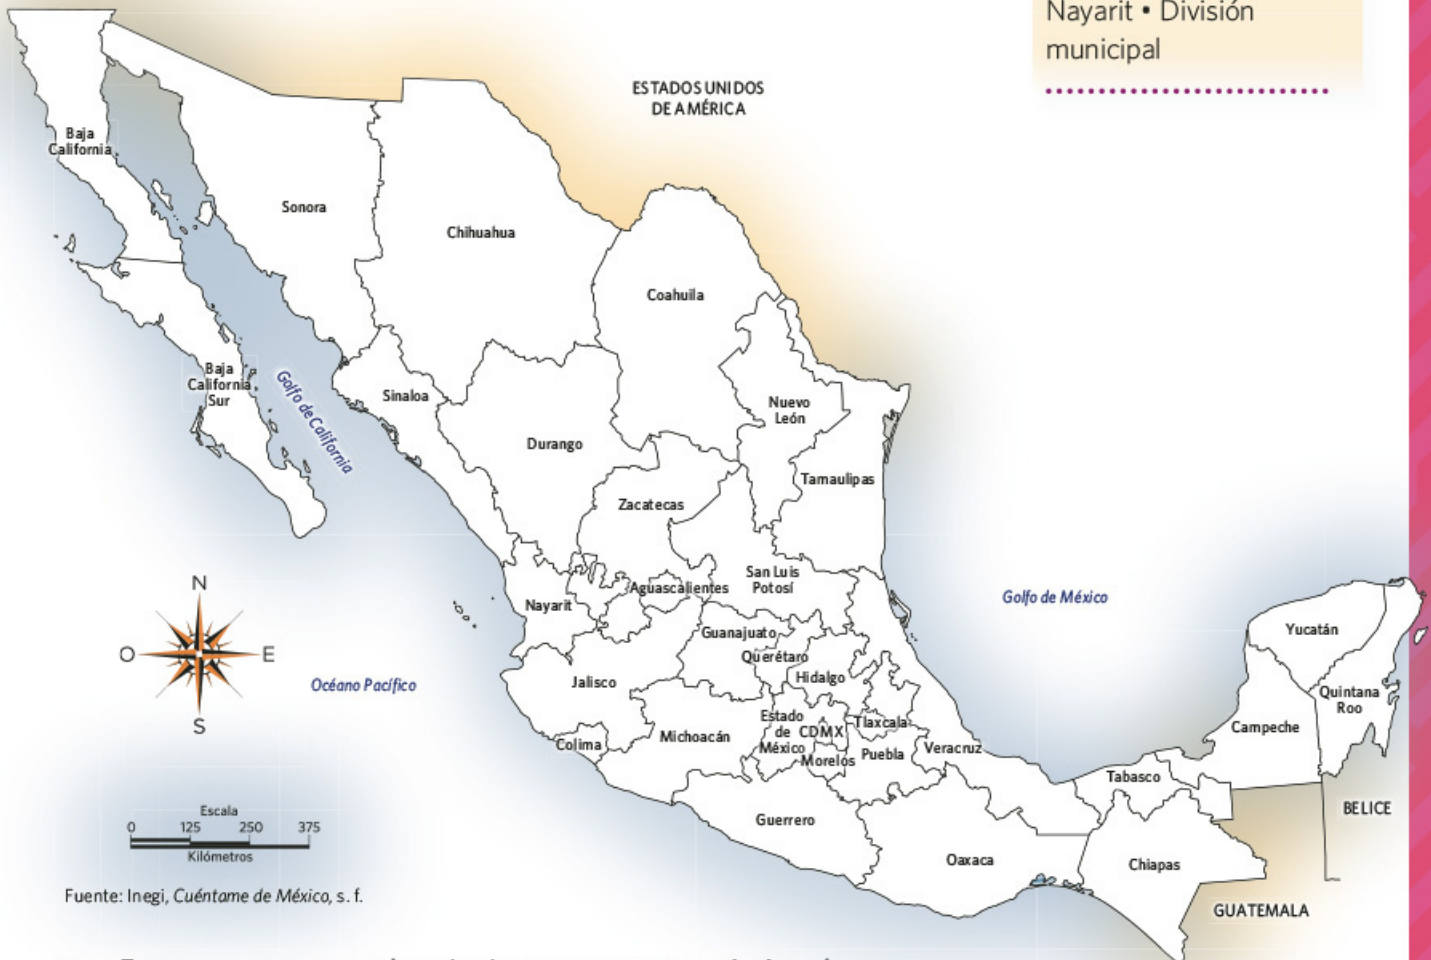 Nayarit • División
municipal
ESTADOS UNIDOS
DE AMÉRICA
Baja
California
Sonora
Chihuahua
Coahuila
Baja
California
Sur
Golfo de California
Sinaloa
Nuevo
León
Durango
Tamaulipas
Zacatecas
San Luis
Potosí
Aguascalientes
Nayarit
Golfo de México
N
O
E
S
Océano Pacífico
Guanajuato
Querétaro
Hidalgo
Jalisco
Yucatán
Quintana
Roo
Campeche
Estado
de
México
CDMX
Tlaxcala
Michoacán
Colima
Morelos
Puebla
Veracruz
Tabasco
BELICE
Guerrero
Oaxaca
Chiapas
GUATEMALA
Escala
0 125 250 375
Kilómetros
Fuente: Inegi, Cuéntame de México, s. f.